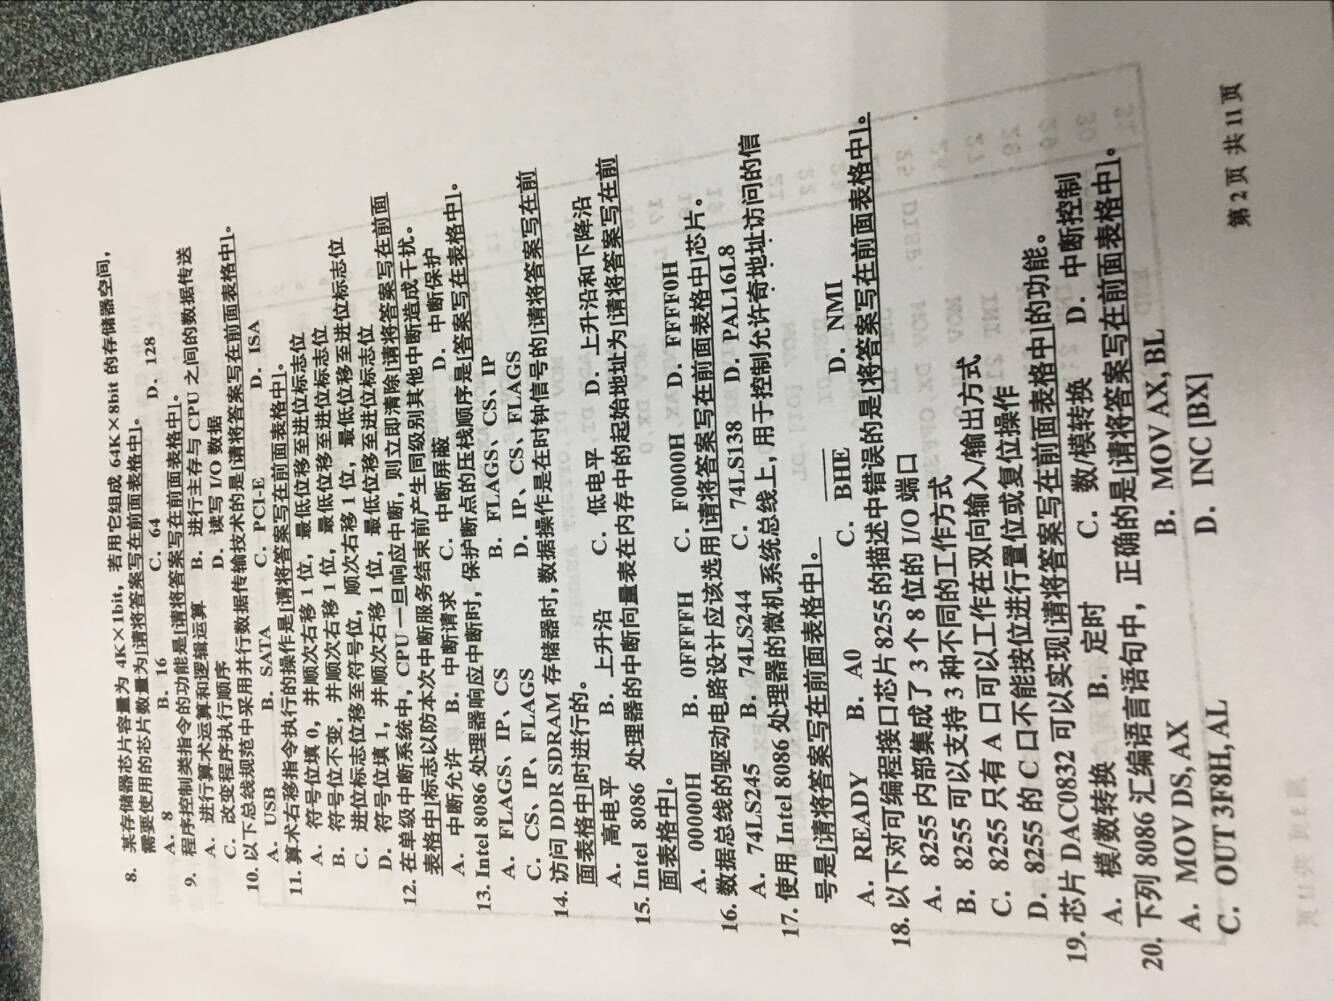 8. 某存储器芯片容量为 4K×1bit，若用它组成 64K×8bit 的存储器空间，
需要使用的芯片数量为[请将答案写在前面表格中]。
A. 8 B. 16 C. 64 D. 128
9. 程序控制类指令的功能是[请将答案写在前面表格中]。
A. 进行算术运算和逻辑运算 B. 进行主存与 CPU 之间的数据传送
C. 改变程序执行顺序 D. 读写 I/O 数据
10. 以下总线规范中采用并行数据传输技术的是[请将答案写在前面表格中]。
A. USB B. SATA C. PCI-E D. ISA
11. 算术右移指令执行的操作是[请将答案写在前面表格中]。
A. 符号位填 0，并顺次右移 1 位，最低位移至进位标志位
B. 符号位不变，并顺次右移 1 位，最低位移至进位标志位
C. 进位标志位移至符号位，顺次右移 1 位，最低位移至进位标志位
D. 符号位填 1，并顺次右移 1 位，最低位移至进位标志位
12. 在单级中断系统中，CPU 一旦响应中断，则立即清除[请将答案写在前面
表格中]标志以防本次中断服务结束前产生同级别其他中断造成干扰。
A. 中断允许 B. 中断请求 C. 中断屏蔽 D. 中断保护
13. Intel 8086 处理器响应中断时，保护断点的压栈顺序是[答案写在表格中]。
A. FLAGS、IP、CS B. FLAGS、CS、IP
C. CS、IP、FLAGS D. IP、CS、FLAGS
14. 访问 DDR SDRAM 存储器时，数据操作是在时钟信号的[请将答案写在前
面表格中]时进行的。
A. 高电平 B. 上升沿 C. 低电平 D. 上升沿和下降沿
15. Intel 8086 处理器的中断向量表在内存中的起始地址为[请将答案写在前
面表格中]。
A. 00000H B. 0FFFFH C. F0000H D. FFFF0H
16. 数据总线的驱动电路设计应该选用[请将答案写在前面表格中]芯片。
A. 74LS245 B. 74LS244 C. 74LS138 D. PAL16L8
17. 使用 Intel 8086 处理器的微机系统总线上，用于控制允许奇地址访问的信
号是[请将答案写在前面表格中]。
A. READY B. A0 C. BHE D. NMI
18. 以下对可编程接口芯片 8255 的描述中错误的是[将答案写在前面表格中]。
A. 8255 内部集成了 3 个 8 位的 I/O 端口
B. 8255 可以支持 3 种不同的工作方式
C. 8255 只有 A 口可以工作在双向输入/输出方式
D. 8255 的 C 口不能按位进行置位或复位操作
19. 芯片 DAC0832 可以实现[请将答案写在前面表格中]的功能。
A. 模/数转换 B. 定时 C. 数/模转换 D. 中断控制
20. 下列 8086 汇编语言语句中，正确的是[请将答案写在前面表格中]。
A. MOV DS, AX B. MOV AX, BL
C. OUT 3F8H, AL D. INC [BX]
第 2 页 共 11 页